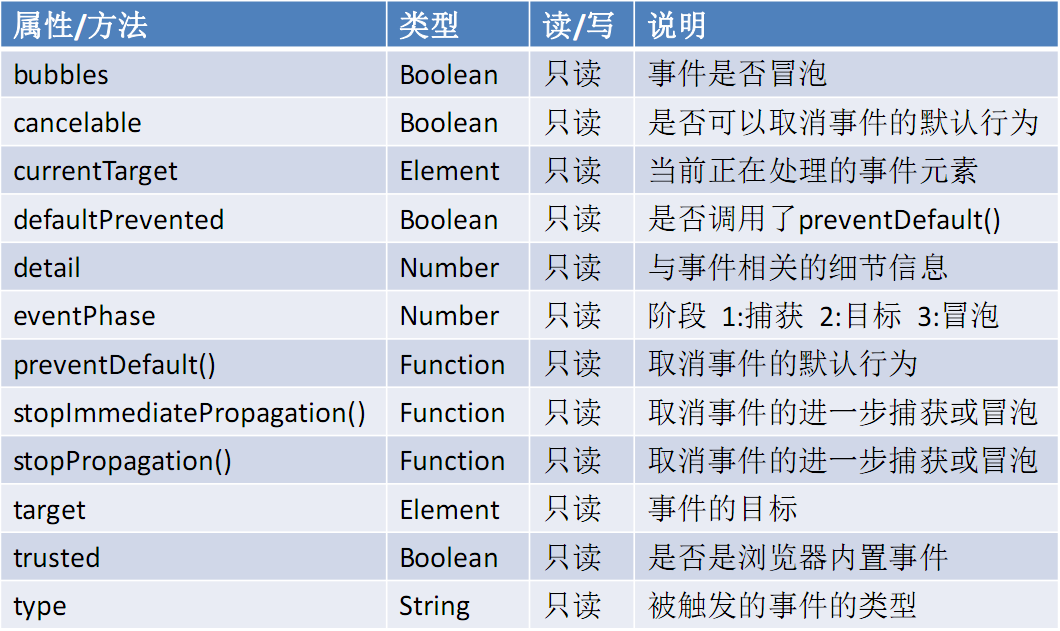 属性/方法 类型 读/写 说明
bubbles Boolean 只读 事件是否冒泡
cancelable Boolean 只读 是否可以取消事件的默认行为
currentTarget Element 只读 当前正在处理的事件元素
defaultPrevented Boolean 只读 是否调用了preventDefault()
detail Number 只读 与事件相关的细节信息
eventPhase Number 只读 阶段 1:捕获 2:目标 3:冒泡
preventDefault() Function 只读 取消事件的默认行为
stopImmediatePropagation() Function 只读 取消事件的进一步捕获或冒泡
stopPropagation() Function 只读 取消事件的进一步捕获或冒泡
target Element 只读 事件的目标
trusted Boolean 只读 是否是浏览器内置事件
type String 只读 被触发的事件的类型